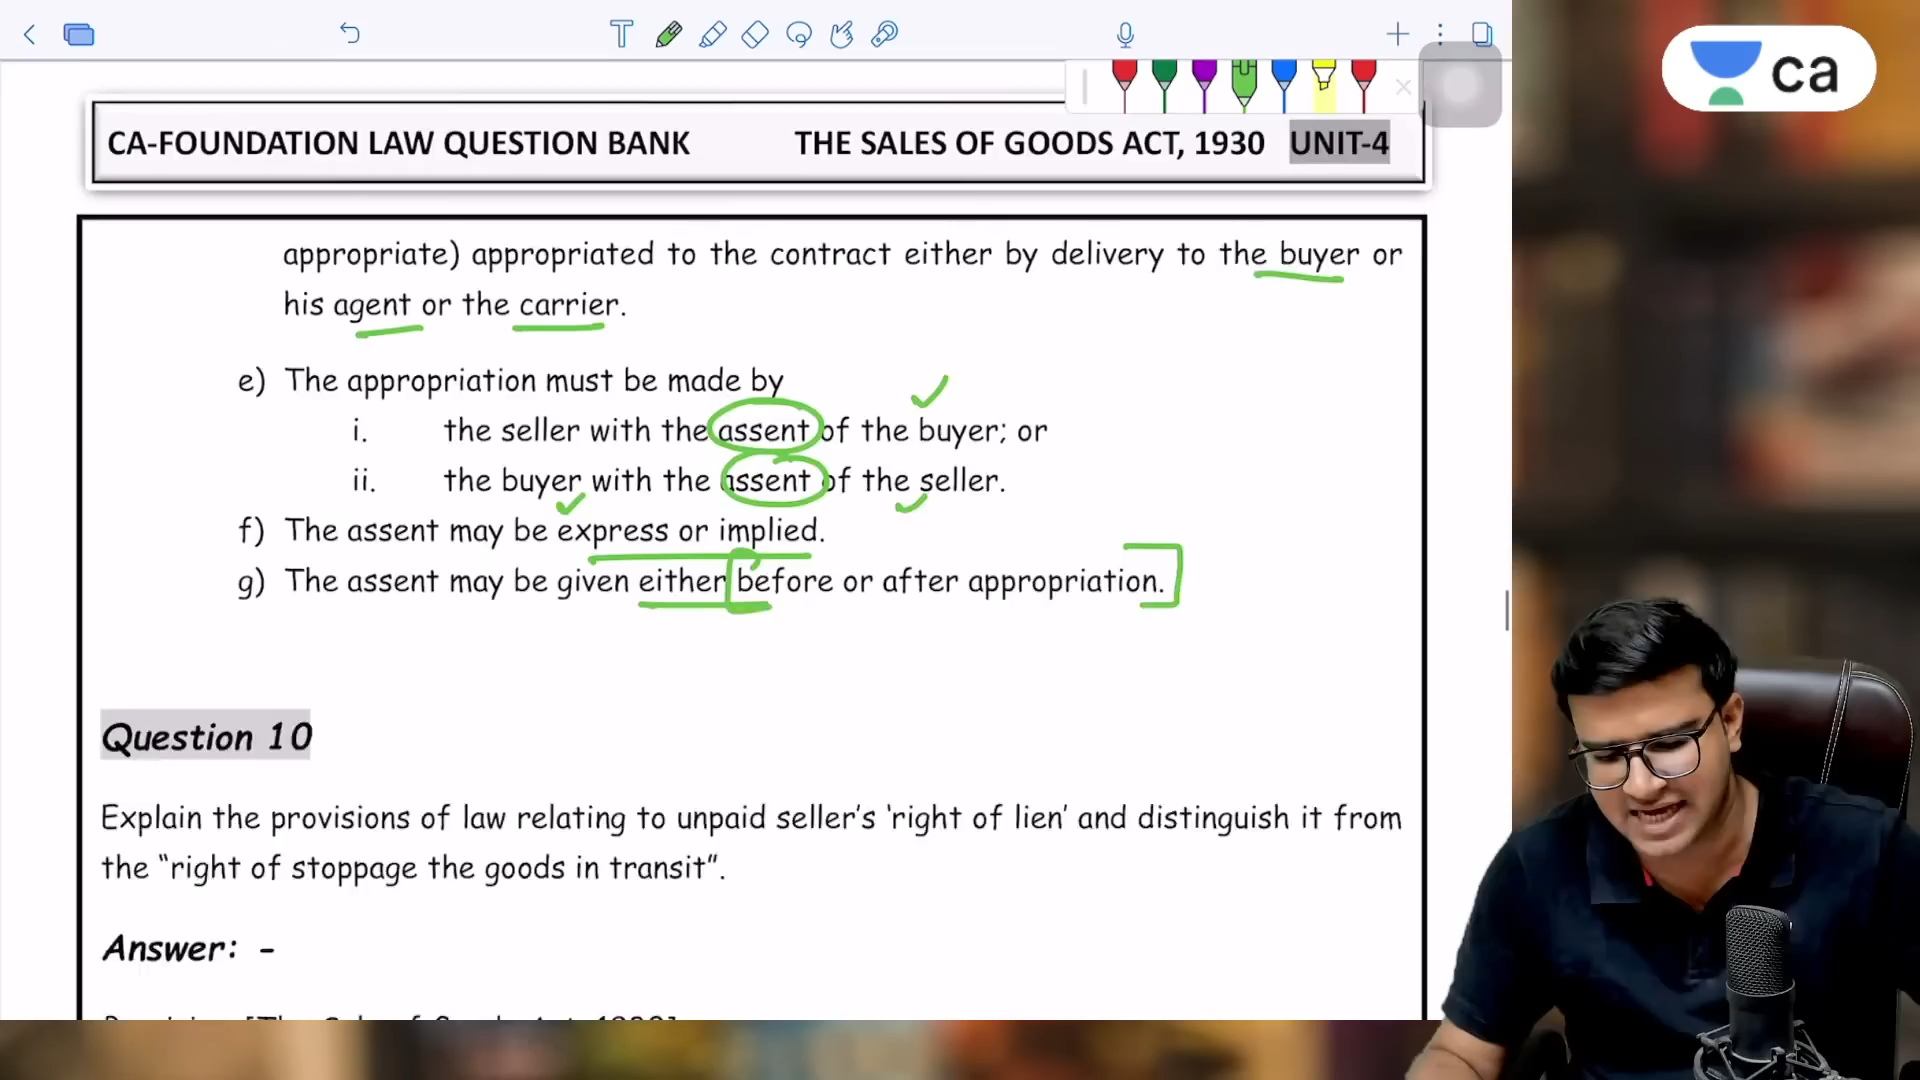 ca
CA-FOUNDATION LAW QUESTION BANK THE SALES OF GOODS ACT, 1930 UNIT-4
appropriate) appropriated to the contract either by delivery to the buyer or
his agent or the carrier.
e) The appropriation must be made by
i. the seller with the assent of the buyer; or
ii. the buyer with the assent of the seller.
f) The assent may be express or implied.
g) The assent may be given either before or after appropriation.
Question 10
Explain the provisions of law relating to unpaid seller's 'right of lien' and distinguish it from
the "right of stoppage the goods in transit".
Answer: -